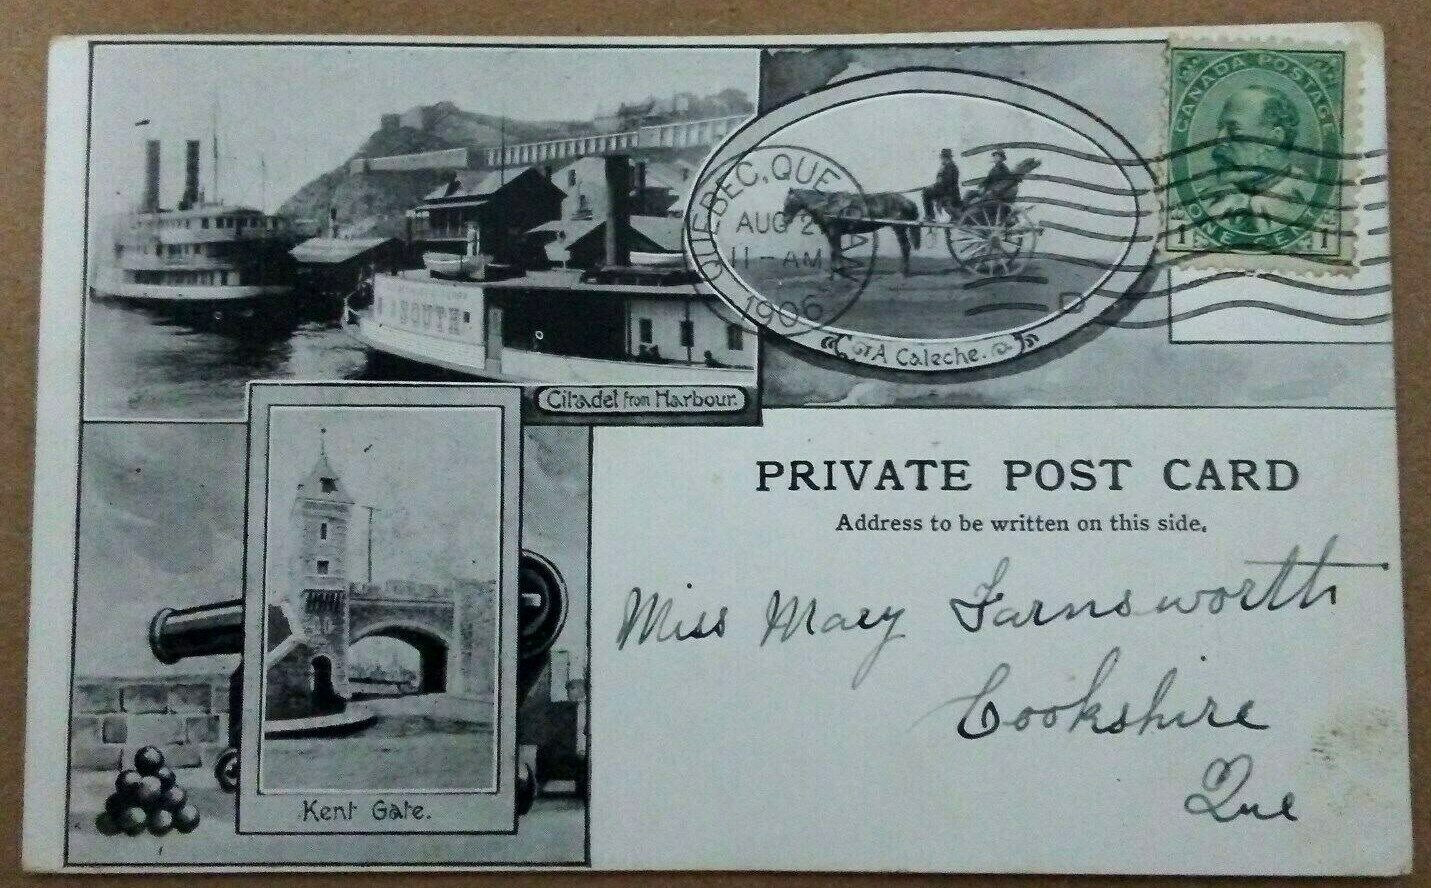 CANADA POSTAGE
1 ONE CENT 1
QUEBEC, QUE
AUG 2
11-AM
1906
SOUTH
A Caleche.
Citadel from Harbour.
PRIVATE POST CARD
Address to be written on this side.
Miss Mary Farnsworth
Cookshire
Que
Kent Gate.